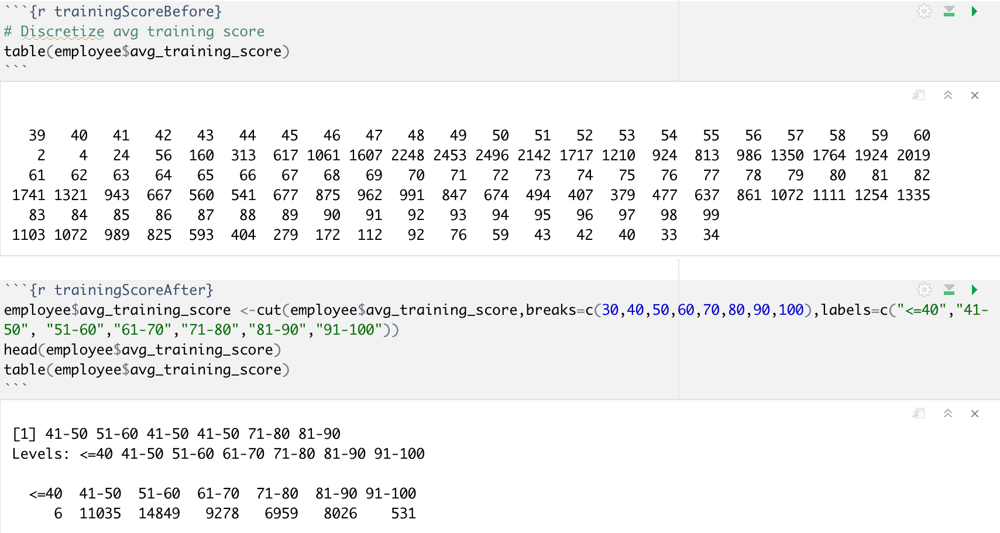 ```{r trainingScoreBefore}
# Discretize avg training score
table(employee$avg_training_score)
```
39 40 41 42 43 44 45 46 47 48 49 50 51 52 53 54 55 56 57 58 59 60
2 4 24 56 160 313 617 1061 1607 2248 2453 2496 2142 1717 1210 924 813 986 1350 1764 1924 2019
61 62 63 64 65 66 67 68 69 70 71 72 73 74 75 76 77 78 79 80 81 82
1741 1321 943 667 560 541 677 875 962 991 847 674 494 407 379 477 637 861 1072 1111 1254 1335
83 84 85 86 87 88 89 90 91 92 93 94 95 96 97 98 99
1103 1072 989 825 593 404 279 172 112 92 76 59 43 42 40 33 34
```{r trainingScoreAfter}
employee$avg_training_score <-cut(employee$avg_training_score,breaks=c(30,40,50,60,70,80,90,100),labels=c("<=40","41-
50", "51-60","61-70","71-80","81-90","91-100"))
head(employee$avg_training_score)
table(employee$avg_training_score)
```
[1] 41-50 51-60 41-50 41-50 71-80 81-90
Levels: <=40 41-50 51-60 61-70 71-80 81-90 91-100
<=40 41-50 51-60 61-70 71-80 81-90 91-100
6 11035 14849 9278 6959 8026 531